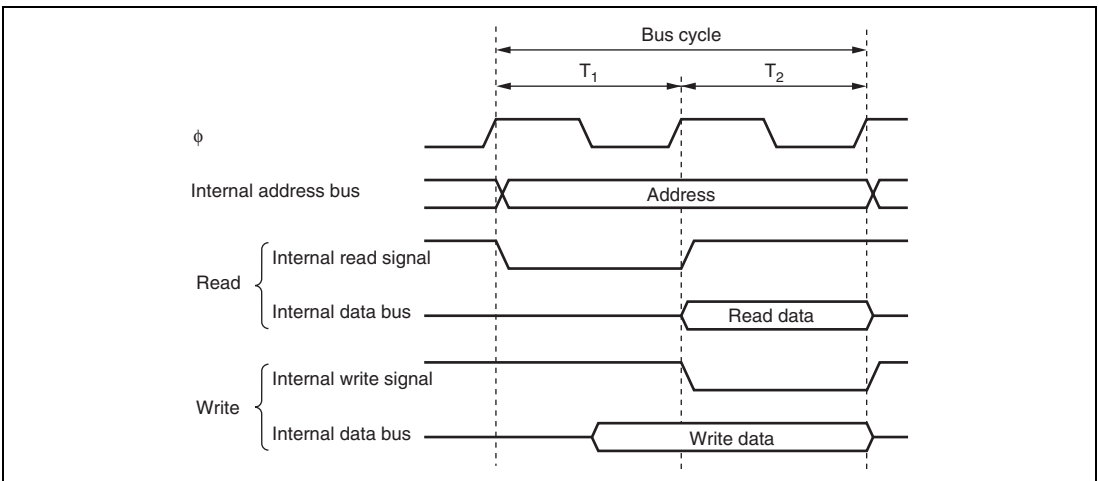 Bus cycle
T1 T2
ϕ
Internal address bus Address
Read
Internal read signal
Internal data bus Read data
Write
Internal write signal
Internal data bus Write data